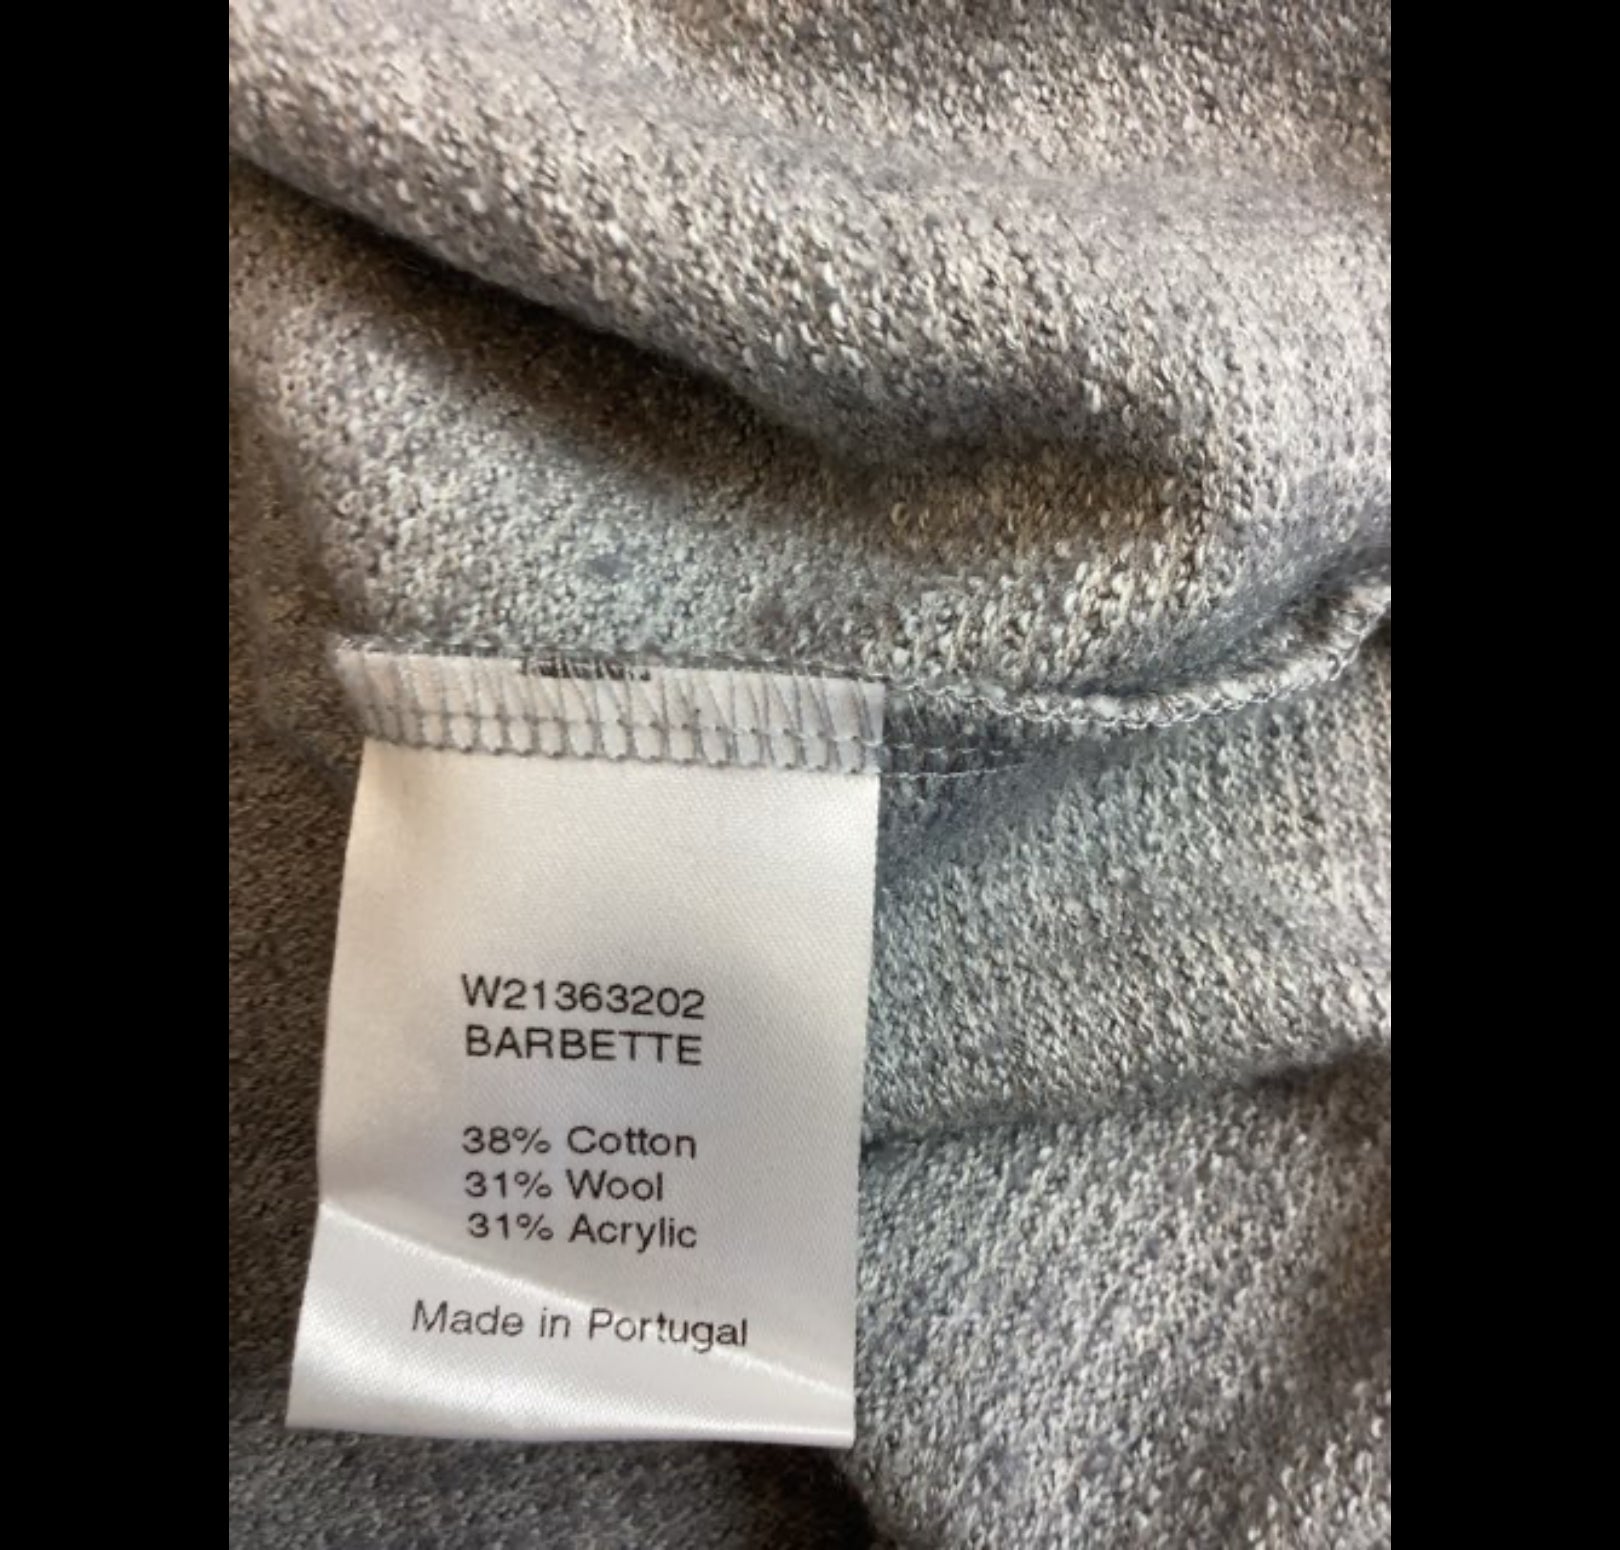 W21363202
BARBETTE
38% Cotton
31% Wool
31% Acrylic
Made in Portugal